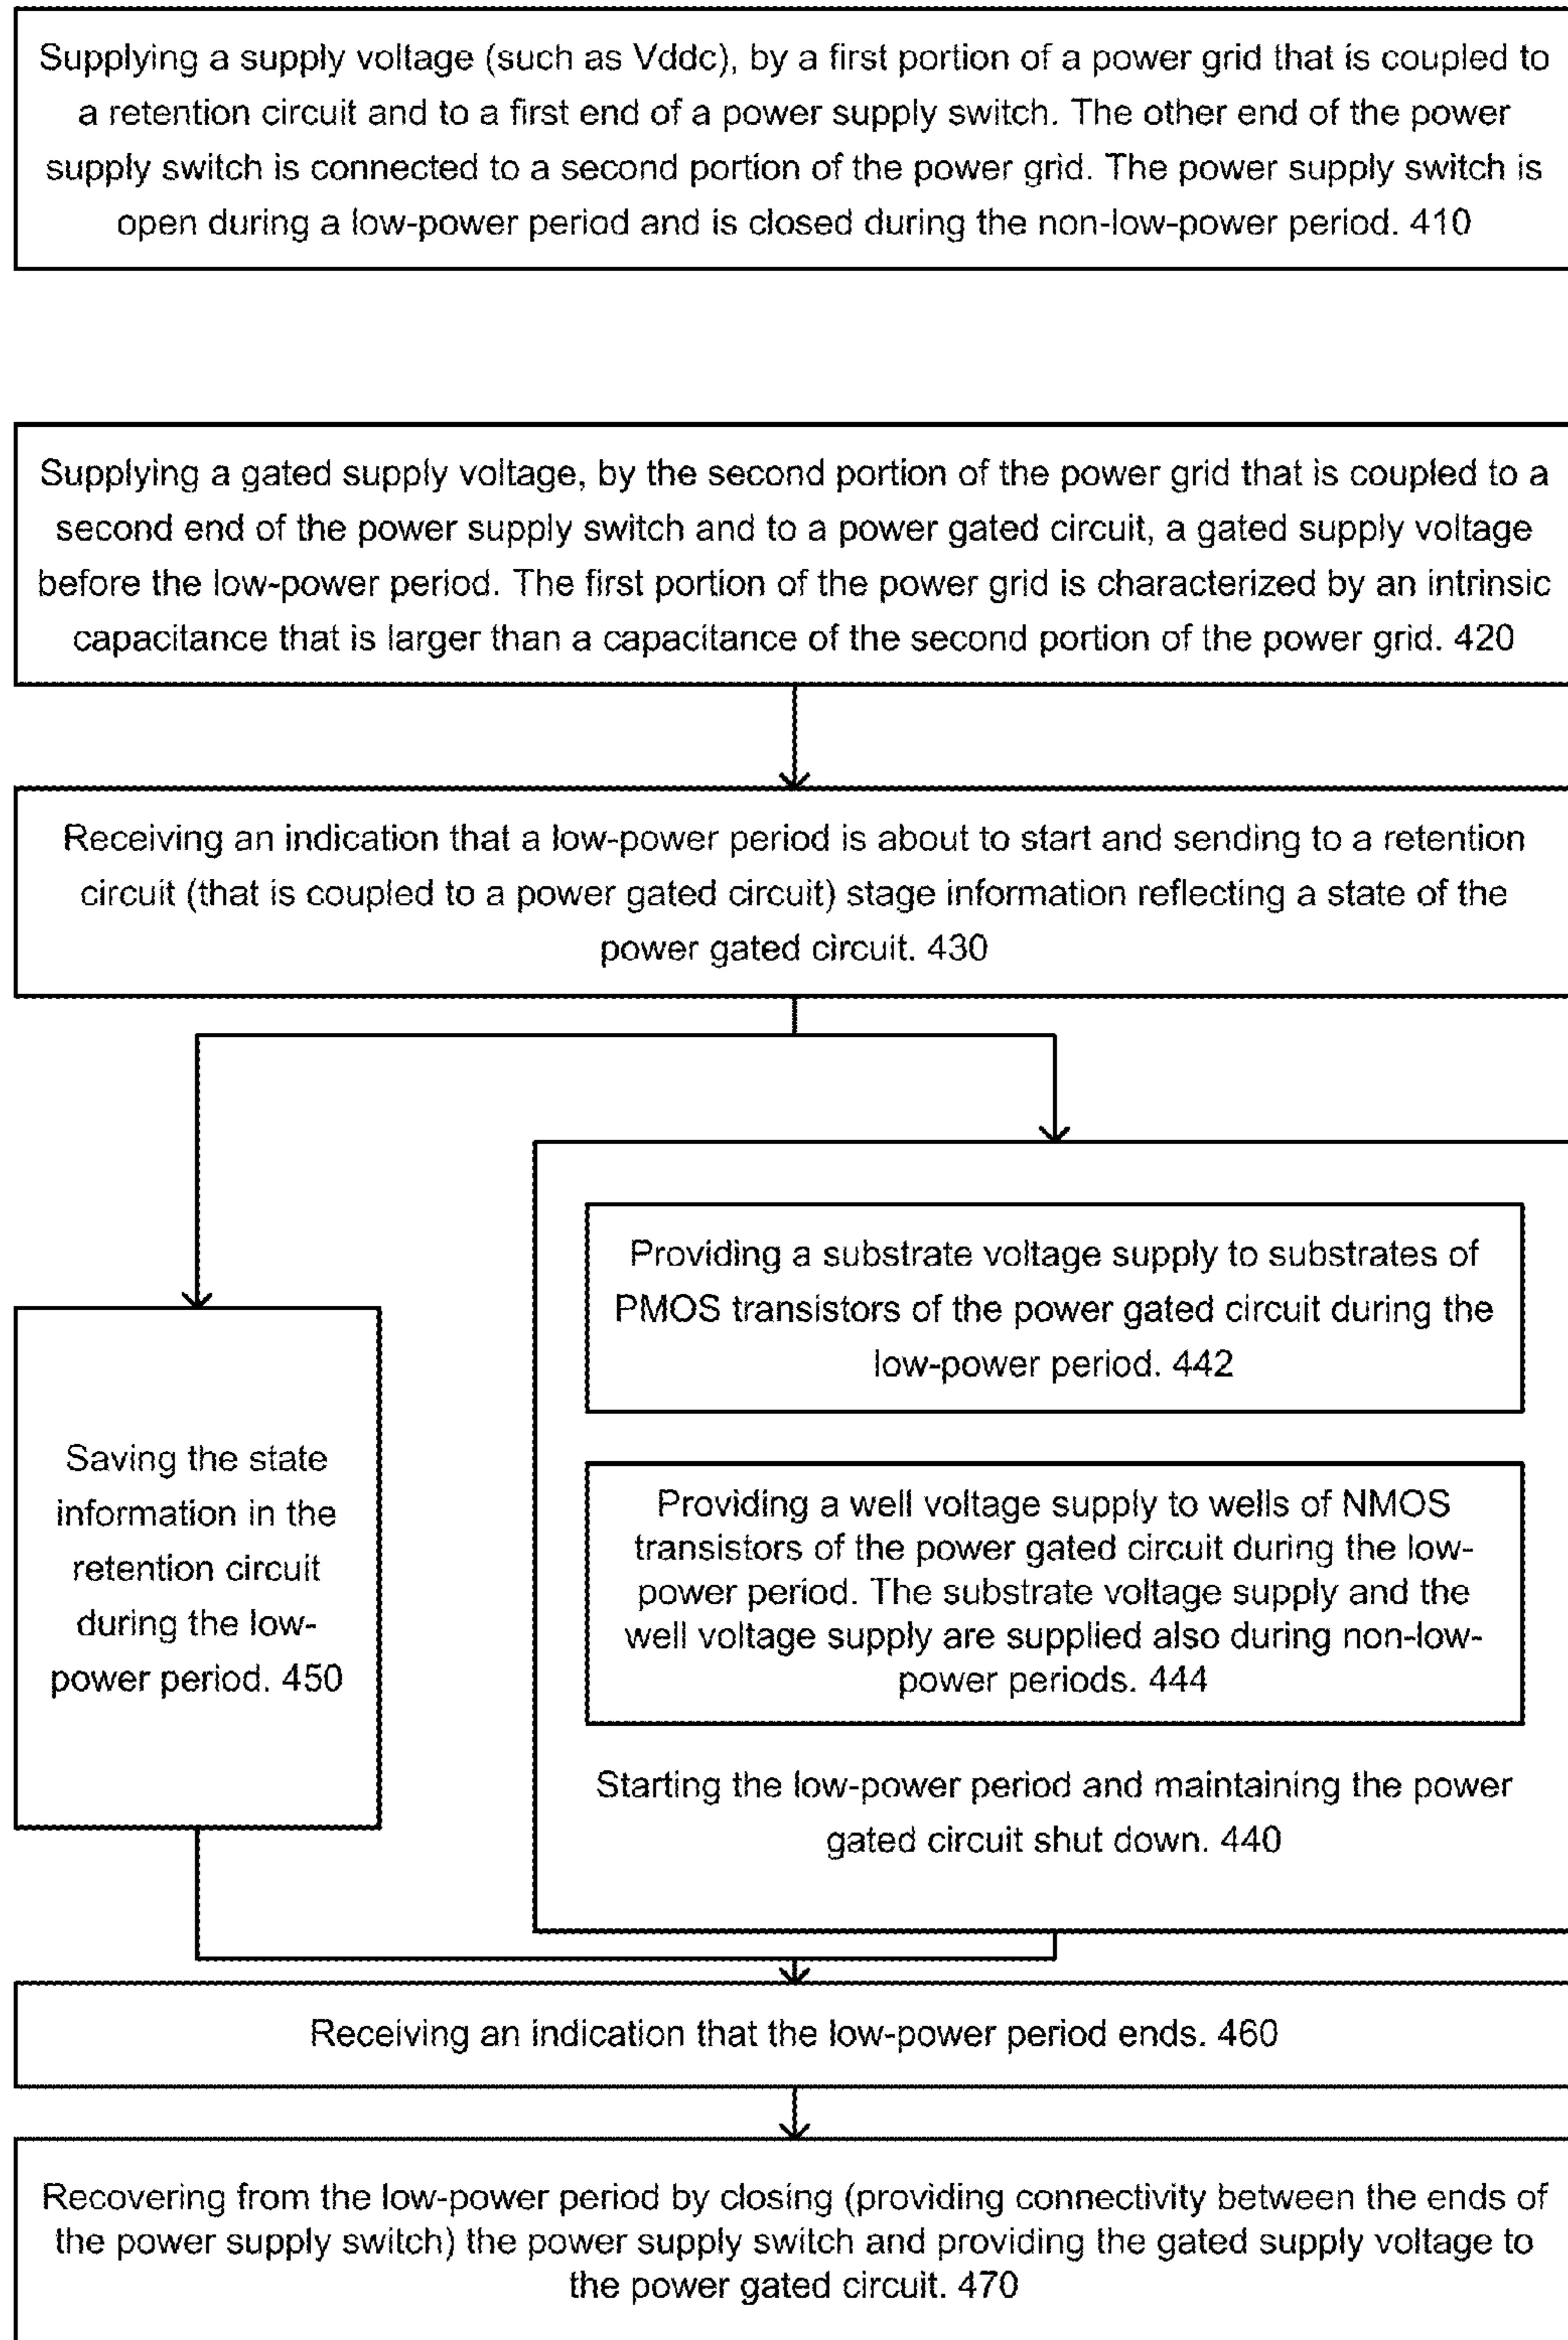 Supplying a supply voltage (such as Vddc), by a first portion of a power grid that is coupled to
a retention circuit and to a first end of a power supply switch. The other end of the power
supply switch is connected to a second portion of the power grid. The power supply switch is
open during a low-power period and is closed during the non-low-power period. 410
Supplying a gated supply voltage, by the second portion of the power grid that is coupled to a
second end of the power supply switch and to a power gated circuit, a gated supply voltage
before the low-power period. The first portion of the power grid is characterized by an intrinsic
capacitance that is larger than a capacitance of the second portion of the power grid. 420
Receiving an indication that a low-power period is about to start and sending to a retention
circuit (that is coupled to a power gated circuit) stage information reflecting a state of the
power gated circuit. 430
Saving the state
information in the
retention circuit
during the low-
power period. 450
Providing a substrate voltage supply to substrates of
PMOS transistors of the power gated circuit during the
low-power period. 442
Providing a well voltage supply to wells of NMOS
transistors of the power gated circuit during the low-
power period. The substrate voltage supply and the
well voltage supply are supplied also during non-low-
power periods. 444
Starting the low-power period and maintaining the power
gated circuit shut down. 440
Receiving an indication that the low-power period ends. 460
Recovering from the low-power period by closing (providing connectivity between the ends of
the power supply switch) the power supply switch and providing the gated supply voltage to
the power gated circuit. 470